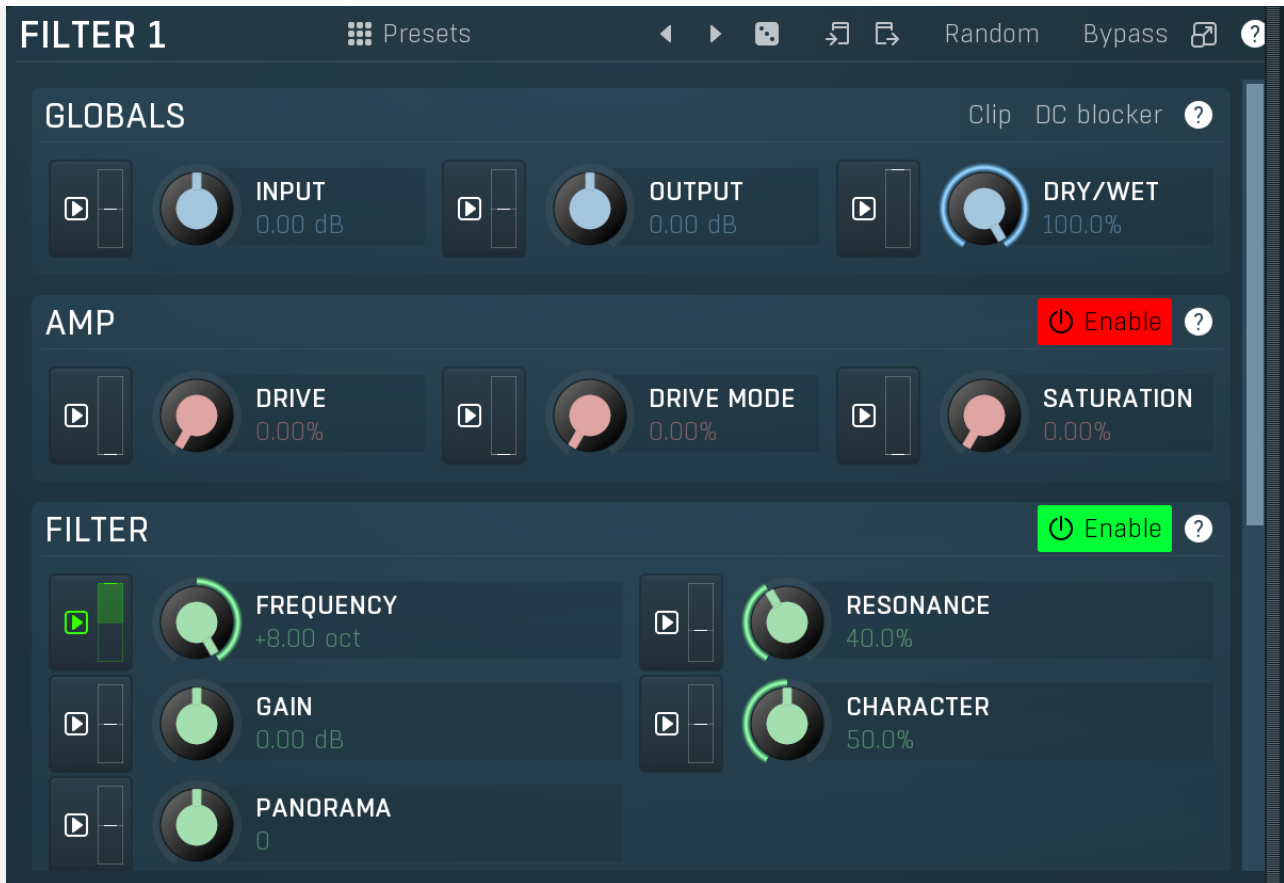 FILTER 1 Presets Random Bypass ?
GLOBALS Clip DC blocker ?
INPUT OUTPUT DRY/WET
0.00 dB 0.00 dB 100.0%
AMP Enable ?
DRIVE DRIVE MODE SATURATION
0.00% 0.00% 0.00%
FILTER Enable ?
FREQUENCY RESONANCE
+8.00 oct 40.0%
GAIN CHARACTER
0.00 dB 50.0%
PANORAMA
0